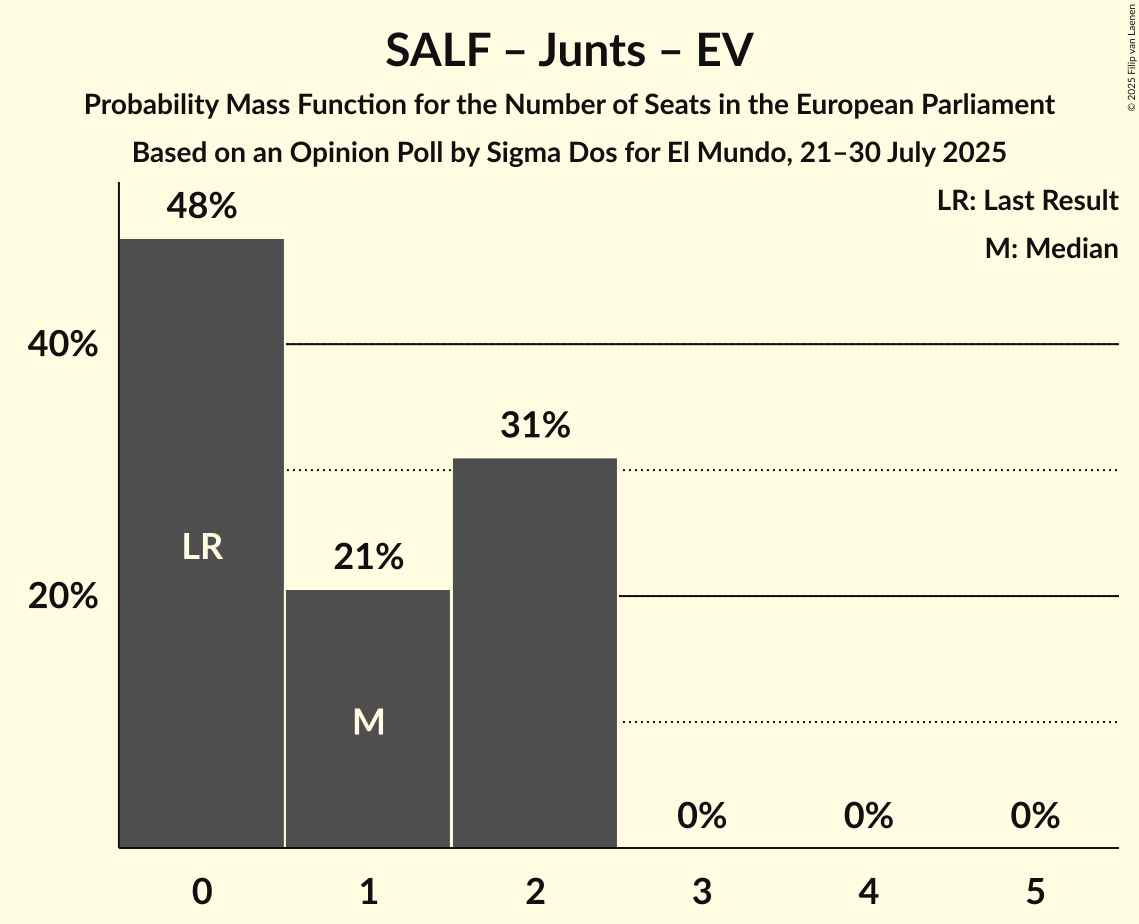 SALF – Junts – EV
Probability Mass Function for the Number of Seats in the European Parliament
Based on an Opinion Poll by Sigma Dos for El Mundo, 21–30 July 2025
© 2025 Filip van Laenen
LR: Last Result
M: Median
48%
40%
31%
LR
21%
20%
M
0% 0% 0%
0 1 2 3 4 5